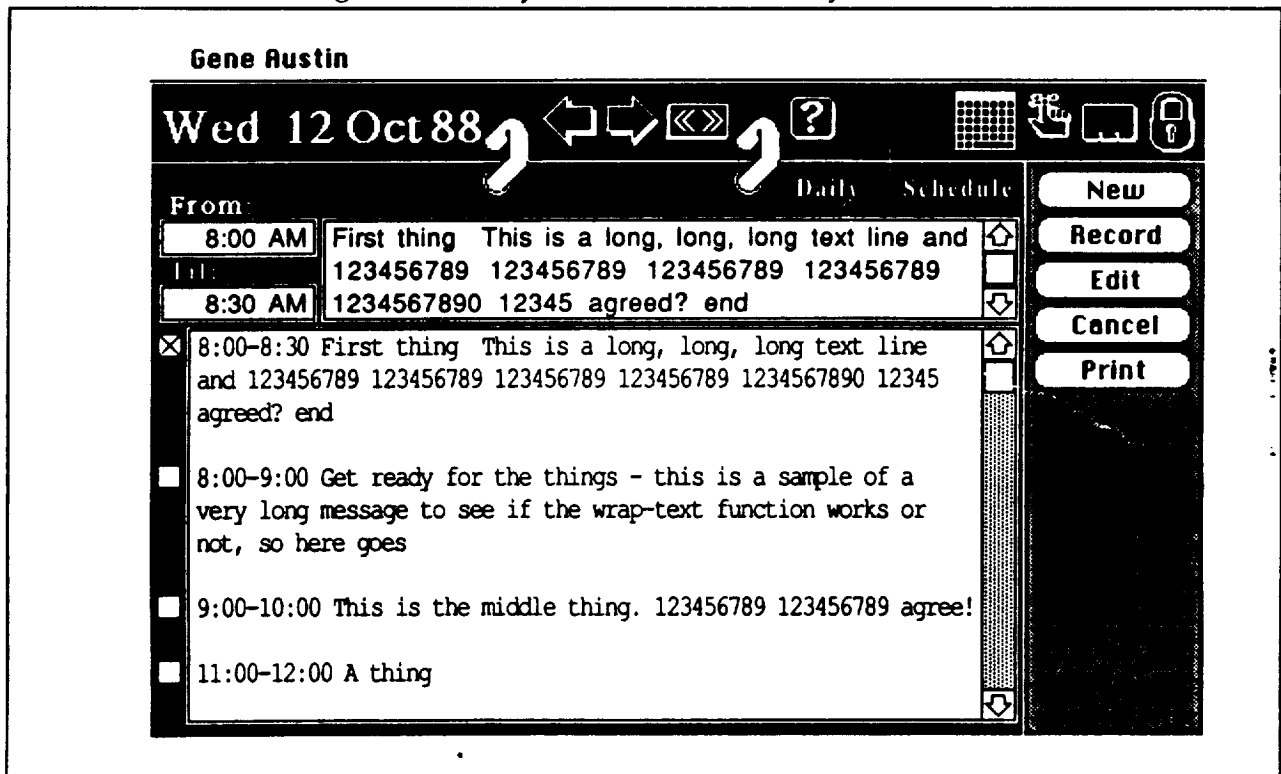 Gene Austin
Wed 12 Oct 88
?
Daily Schedule
From:
8:00 AM
Til:
8:30 AM
First thing This is a long, long, long text line and
123456789 123456789 123456789 123456789
1234567890 12345 agreed? end
New
Record
Edit
Cancel
Print
8:00-8:30 First thing This is a long, long, long text line
and 123456789 123456789 123456789 123456789 1234567890 12345
agreed? end
8:00-9:00 Get ready for the things - this is a sample of a
very long message to see if the wrap-text function works or
not, so here goes
9:00-10:00 This is the middle thing. 123456789 123456789 agree!
11:00-12:00 A thing